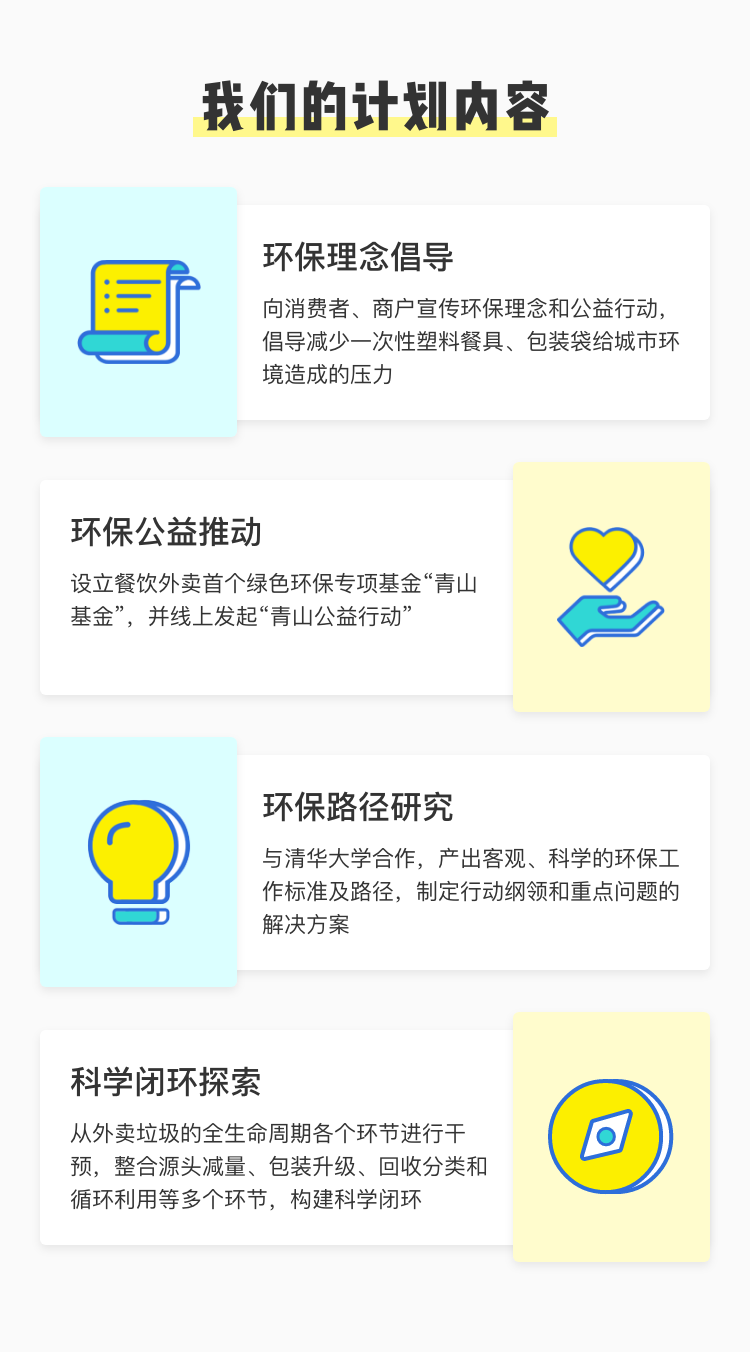 我们的计划内容
环保理念倡导
向消费者、商户宣传环保理念和公益行动，
倡导减少一次性塑料餐具、包装袋给城市环
境造成的压力
环保公益推动
设立餐饮外卖首个绿色环保专项基金“青山
基金”，并线上发起“青山公益行动”
环保路径研究
与清华大学合作，产出客观、科学的环保工
作标准及路径，制定行动纲领和重点问题的
解决方案
科学闭环探索
从外卖垃圾的全生命周期各个环节进行干
预，整合源头减量、包装升级、回收分类和
循环利用等多个环节，构建科学闭环